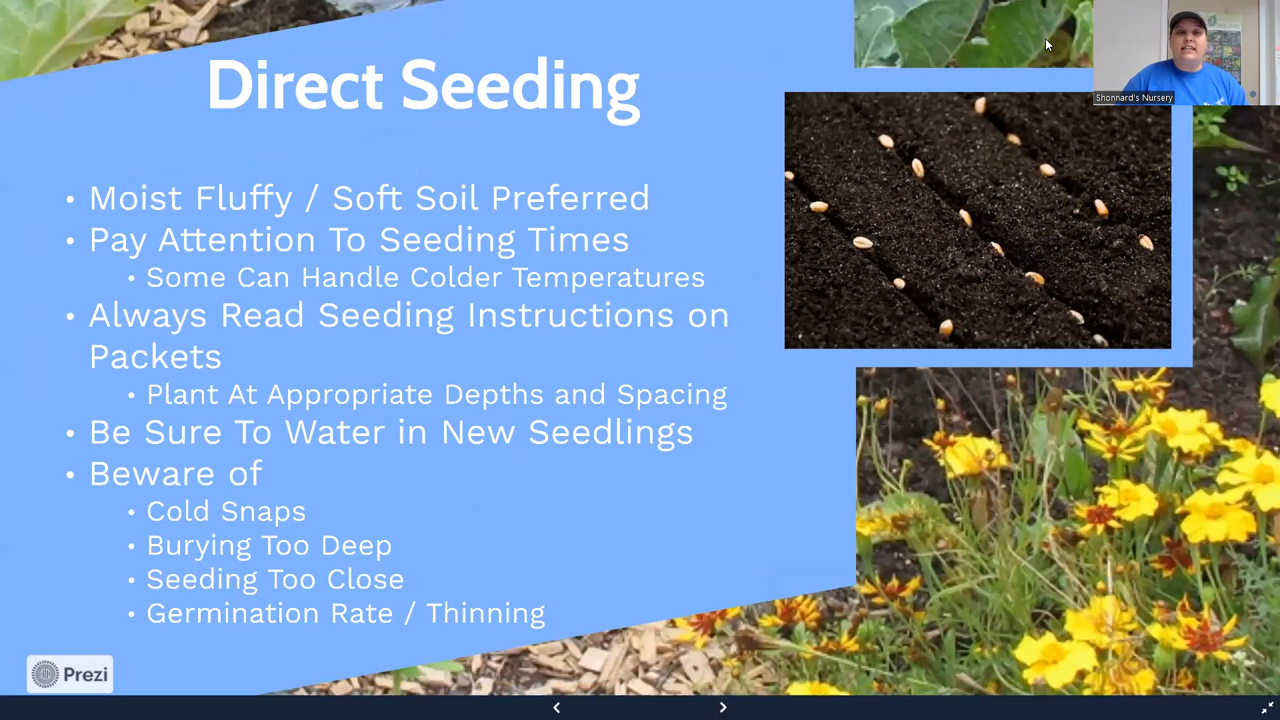 Direct Seeding
• Moist Fluffy / Soft Soil Preferred
• Pay Attention To Seeding Times
• Some Can Handle Colder Temperatures
• Always Read Seeding Instructions on
Packets
• Plant At Appropriate Depths and Spacing
• Be Sure To Water in New Seedlings
• Beware of
• Cold Snaps
• Burying Too Deep
• Seeding Too Close
• Germination Rate / Thinning
Shonnard's Nursery
Prezi